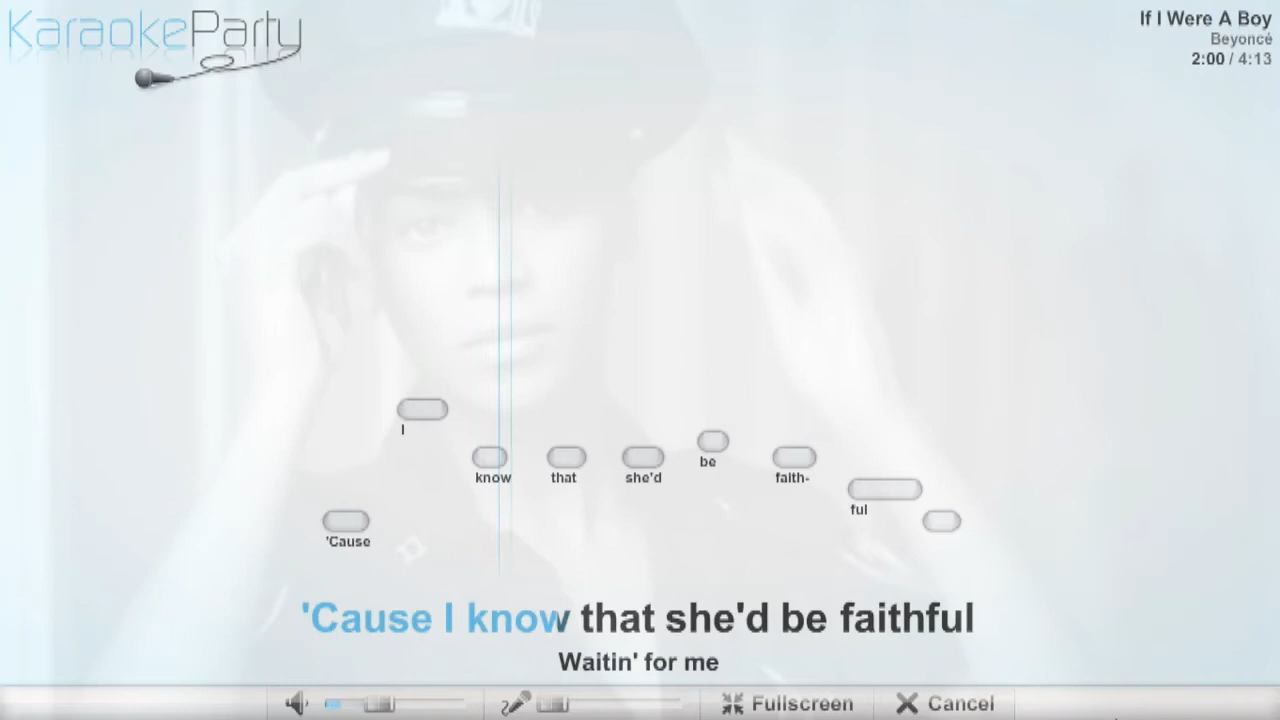 KaraokeParty
If I Were A Boy
Beyoncé
2:00 / 4:13
I
know that she'd be faith-
ful
'Cause
'Cause I know that she'd be faithful
Waitin' for me
Fullscreen Cancel